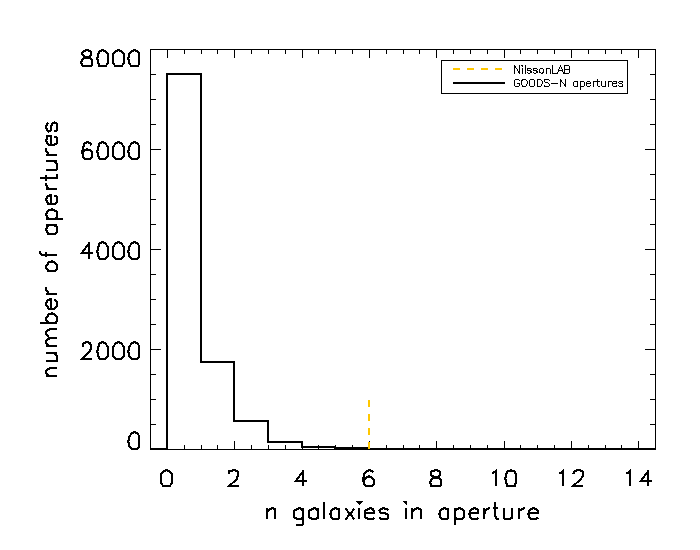 8000
6000
4000
2000
0
number of apertures
NilssonLAB
GOODS-N apertures
0 2 4 6 8 10 12 14
n galaxies in aperture